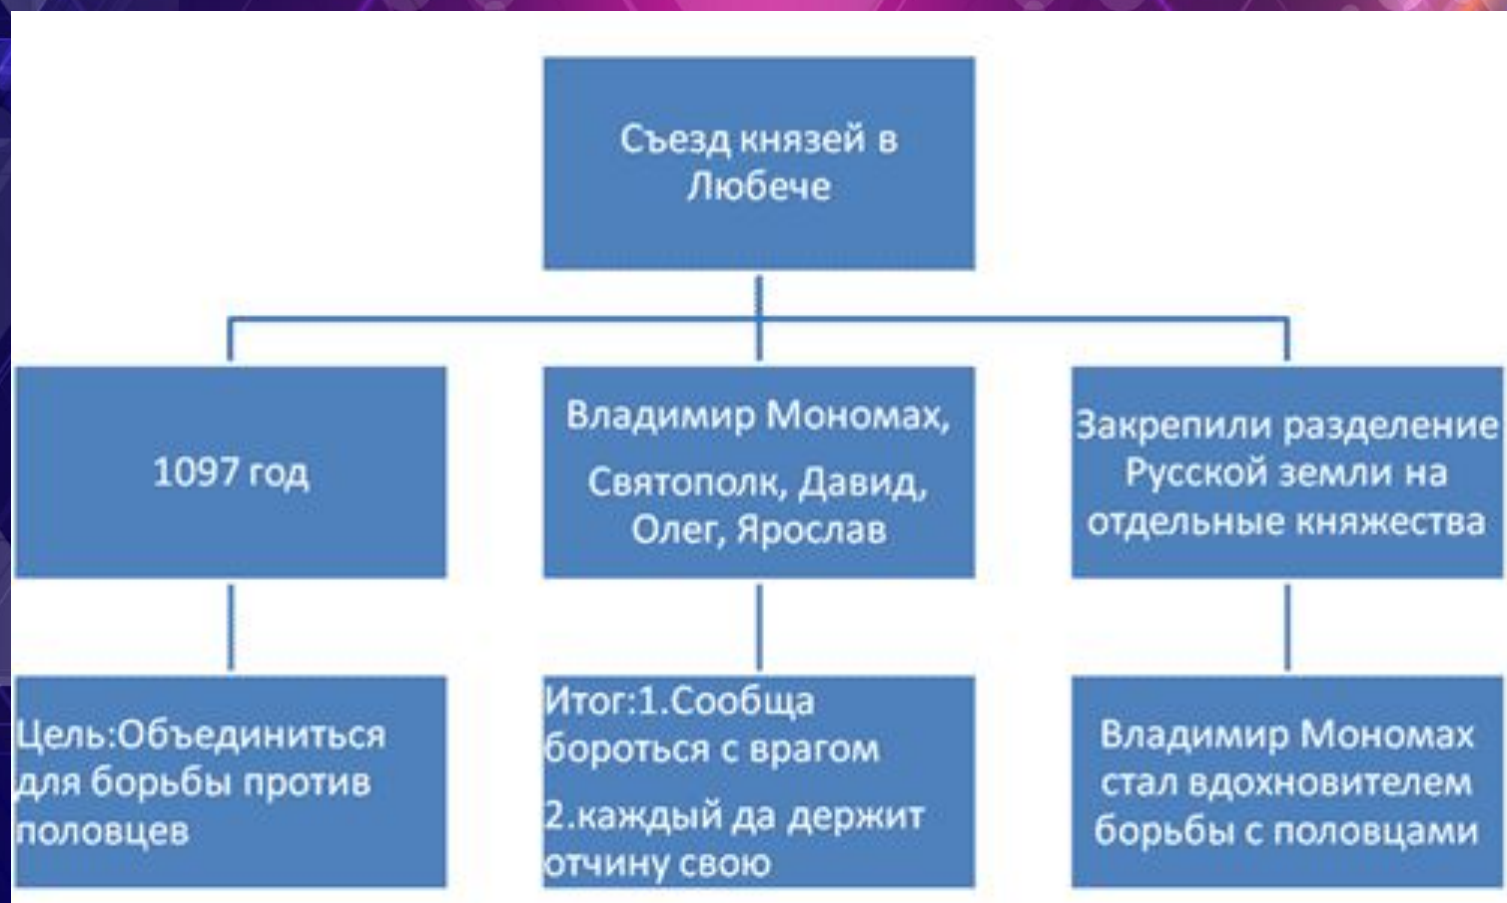 Съезд князей в
Любече
1097 год
Владимир Мономах,
Святополк, Давид,
Олег, Ярослав
Закрепили разделение
Русской земли на
отдельные княжества
Цель:Объединиться
для борьбы против
половцев
Итог:1.Сообща
бороться с врагом
2.каждый да держит
отчину свою
Владимир Мономах
стал вдохновителем
борьбы с половцами